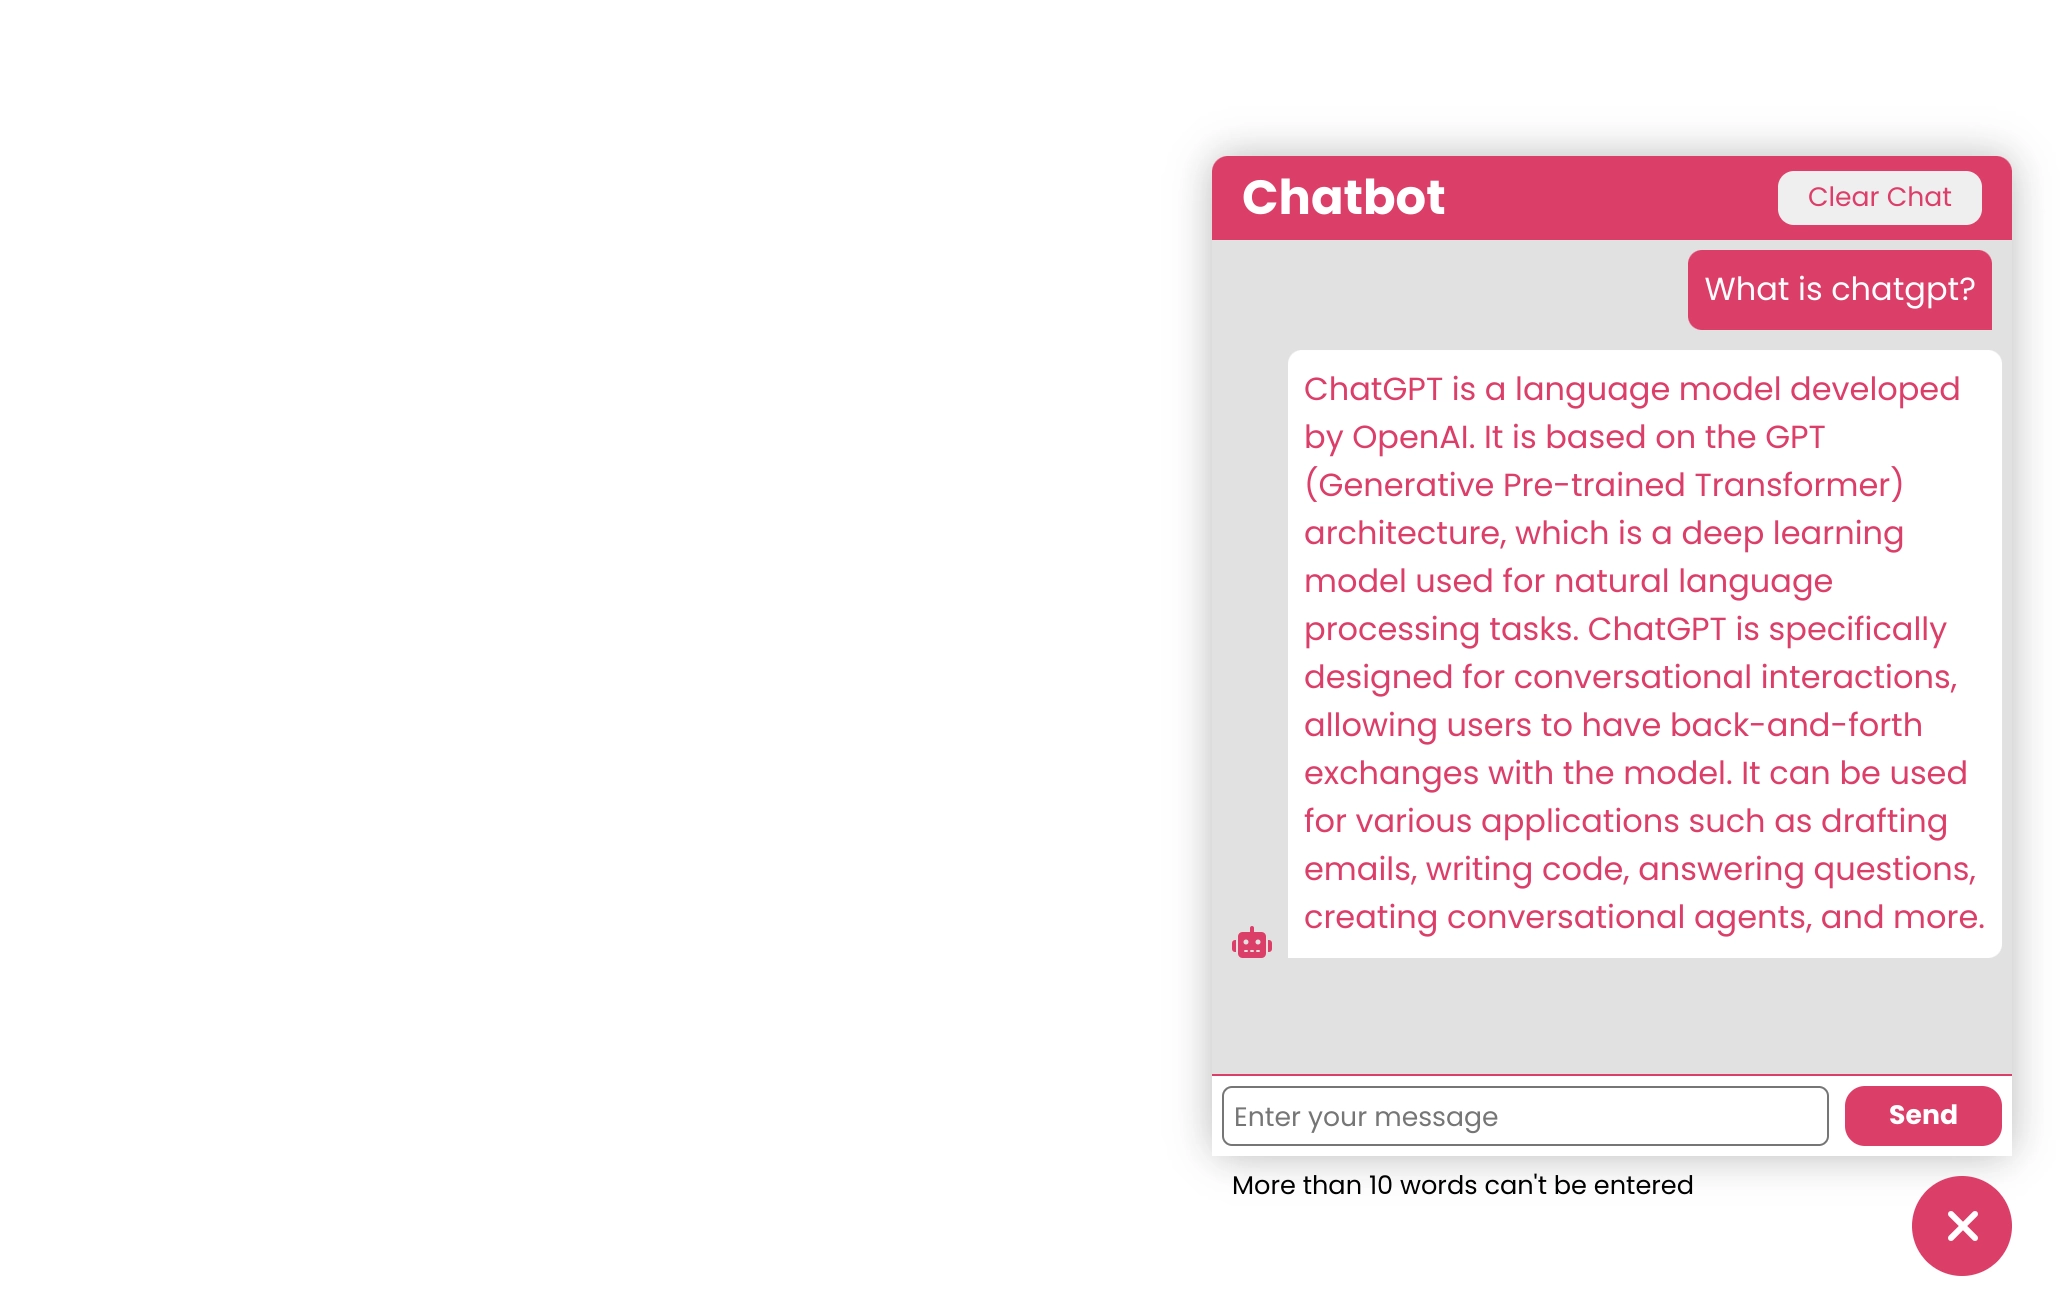 Chatbot
Clear Chat
What is chatgpt?
ChatGPT is a language model developed
by OpenAI. It is based on the GPT
(Generative Pre-trained Transformer)
architecture, which is a deep learning
model used for natural language
processing tasks. ChatGPT is specifically
designed for conversational interactions,
allowing users to have back-and-forth
exchanges with the model. It can be used
for various applications such as drafting
emails, writing code, answering questions,
creating conversational agents, and more.
Enter your message
Send
More than 10 words can't be entered